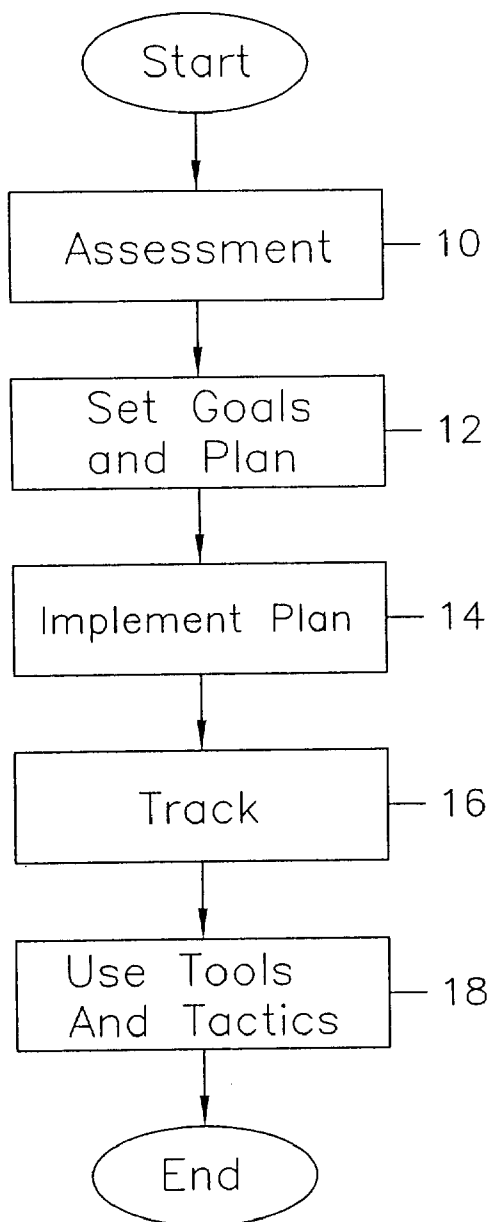 Start
Assessment
10
Set Goals
and Plan
12
Implement Plan
14
Track
16
Use Tools
And Tactics
18
End